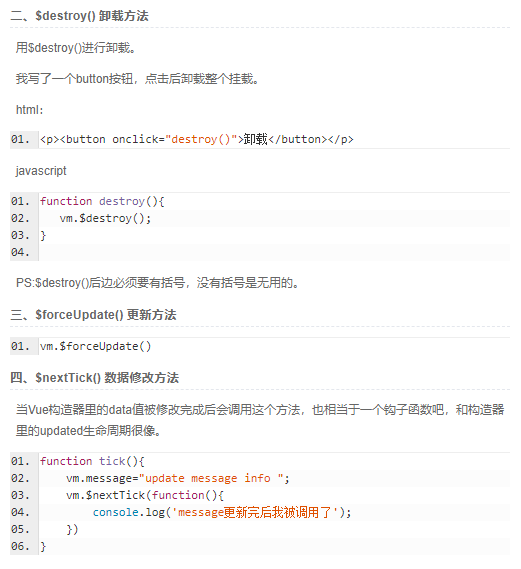 二、$destroy() 卸载方法
用$destroy()进行卸载。
我写了一个button按钮，点击后卸载整个挂载。
html：
01. <p><button onclick="destroy()">卸载</button></p>
javascript
01. function destroy(){
02.    vm.$destroy();
03. }
04.
PS:$destroy()后边必须要有括号，没有括号是无用的。
三、$forceUpdate() 更新方法
01. vm.$forceUpdate()
四、$nextTick() 数据修改方法
当Vue构造器里的data值被修改完成后会调用这个方法，也相当于一个钩子函数吧，和构造器
里的updated生命周期很像。
01. function tick(){
02.     vm.message="update message info ";
03.     vm.$nextTick(function(){
04.         console.log('message更新完后我被调用了');
05.     })
06. }